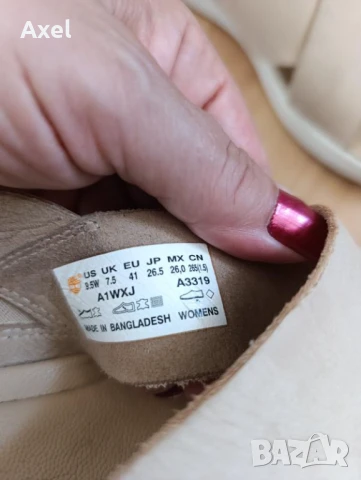 Axel
US UK EU JP MX CN
9.5W 7.5 41 26.5 26,0 265(1.5)
A1WXJ A3319
MADE IN BANGLADESH WOMENS
BAZAR